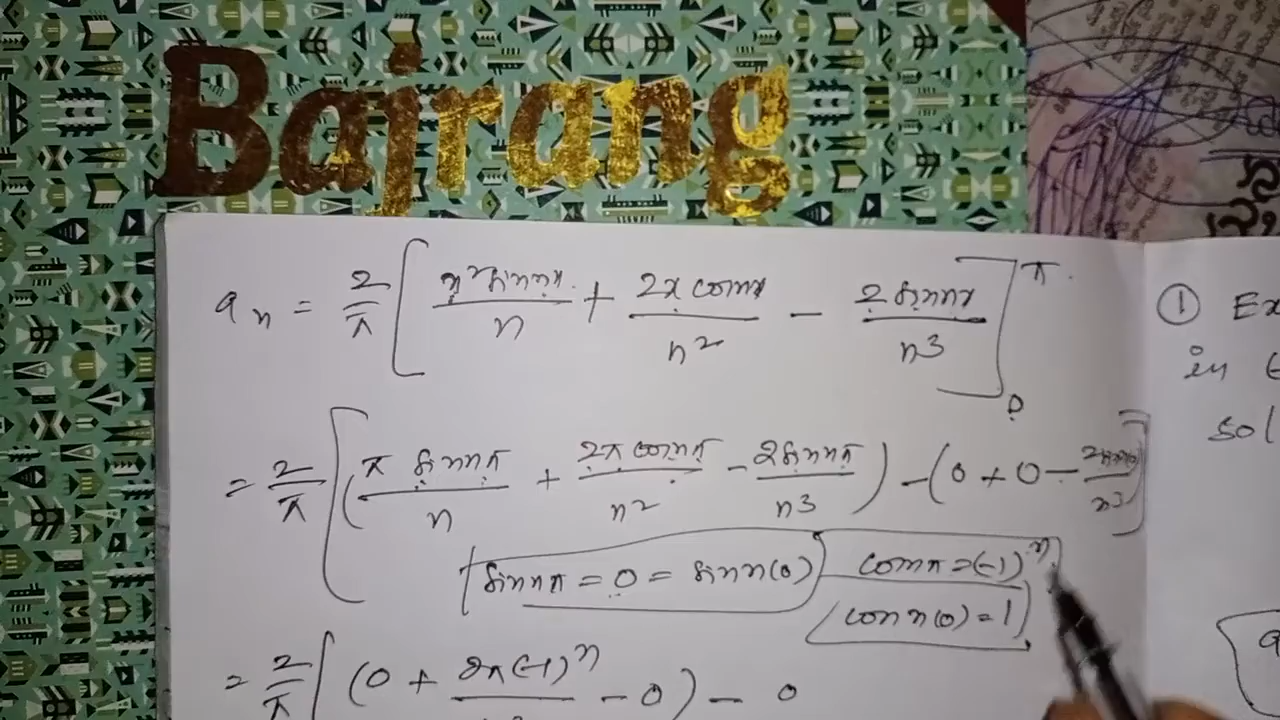 Bajrang
aₙ = 2/π [ x² sin nx / n + 2x cos nx / n² − 2 sin nx / n³ ]₀^π
= 2/π [ ( π sin nπ / n + 2π cos nπ / n² − 2 sin nπ / n³ ) − ( 0 + 0 − 2 sin n(0) / n³ ) ]
sin nπ = 0 = sin n(0) cos nπ = (−1)ⁿ
cos n(0) = 1
= 2/π [ ( 0 + 2π(−1)ⁿ / − 0 ) − 0
① Ex
in
sol